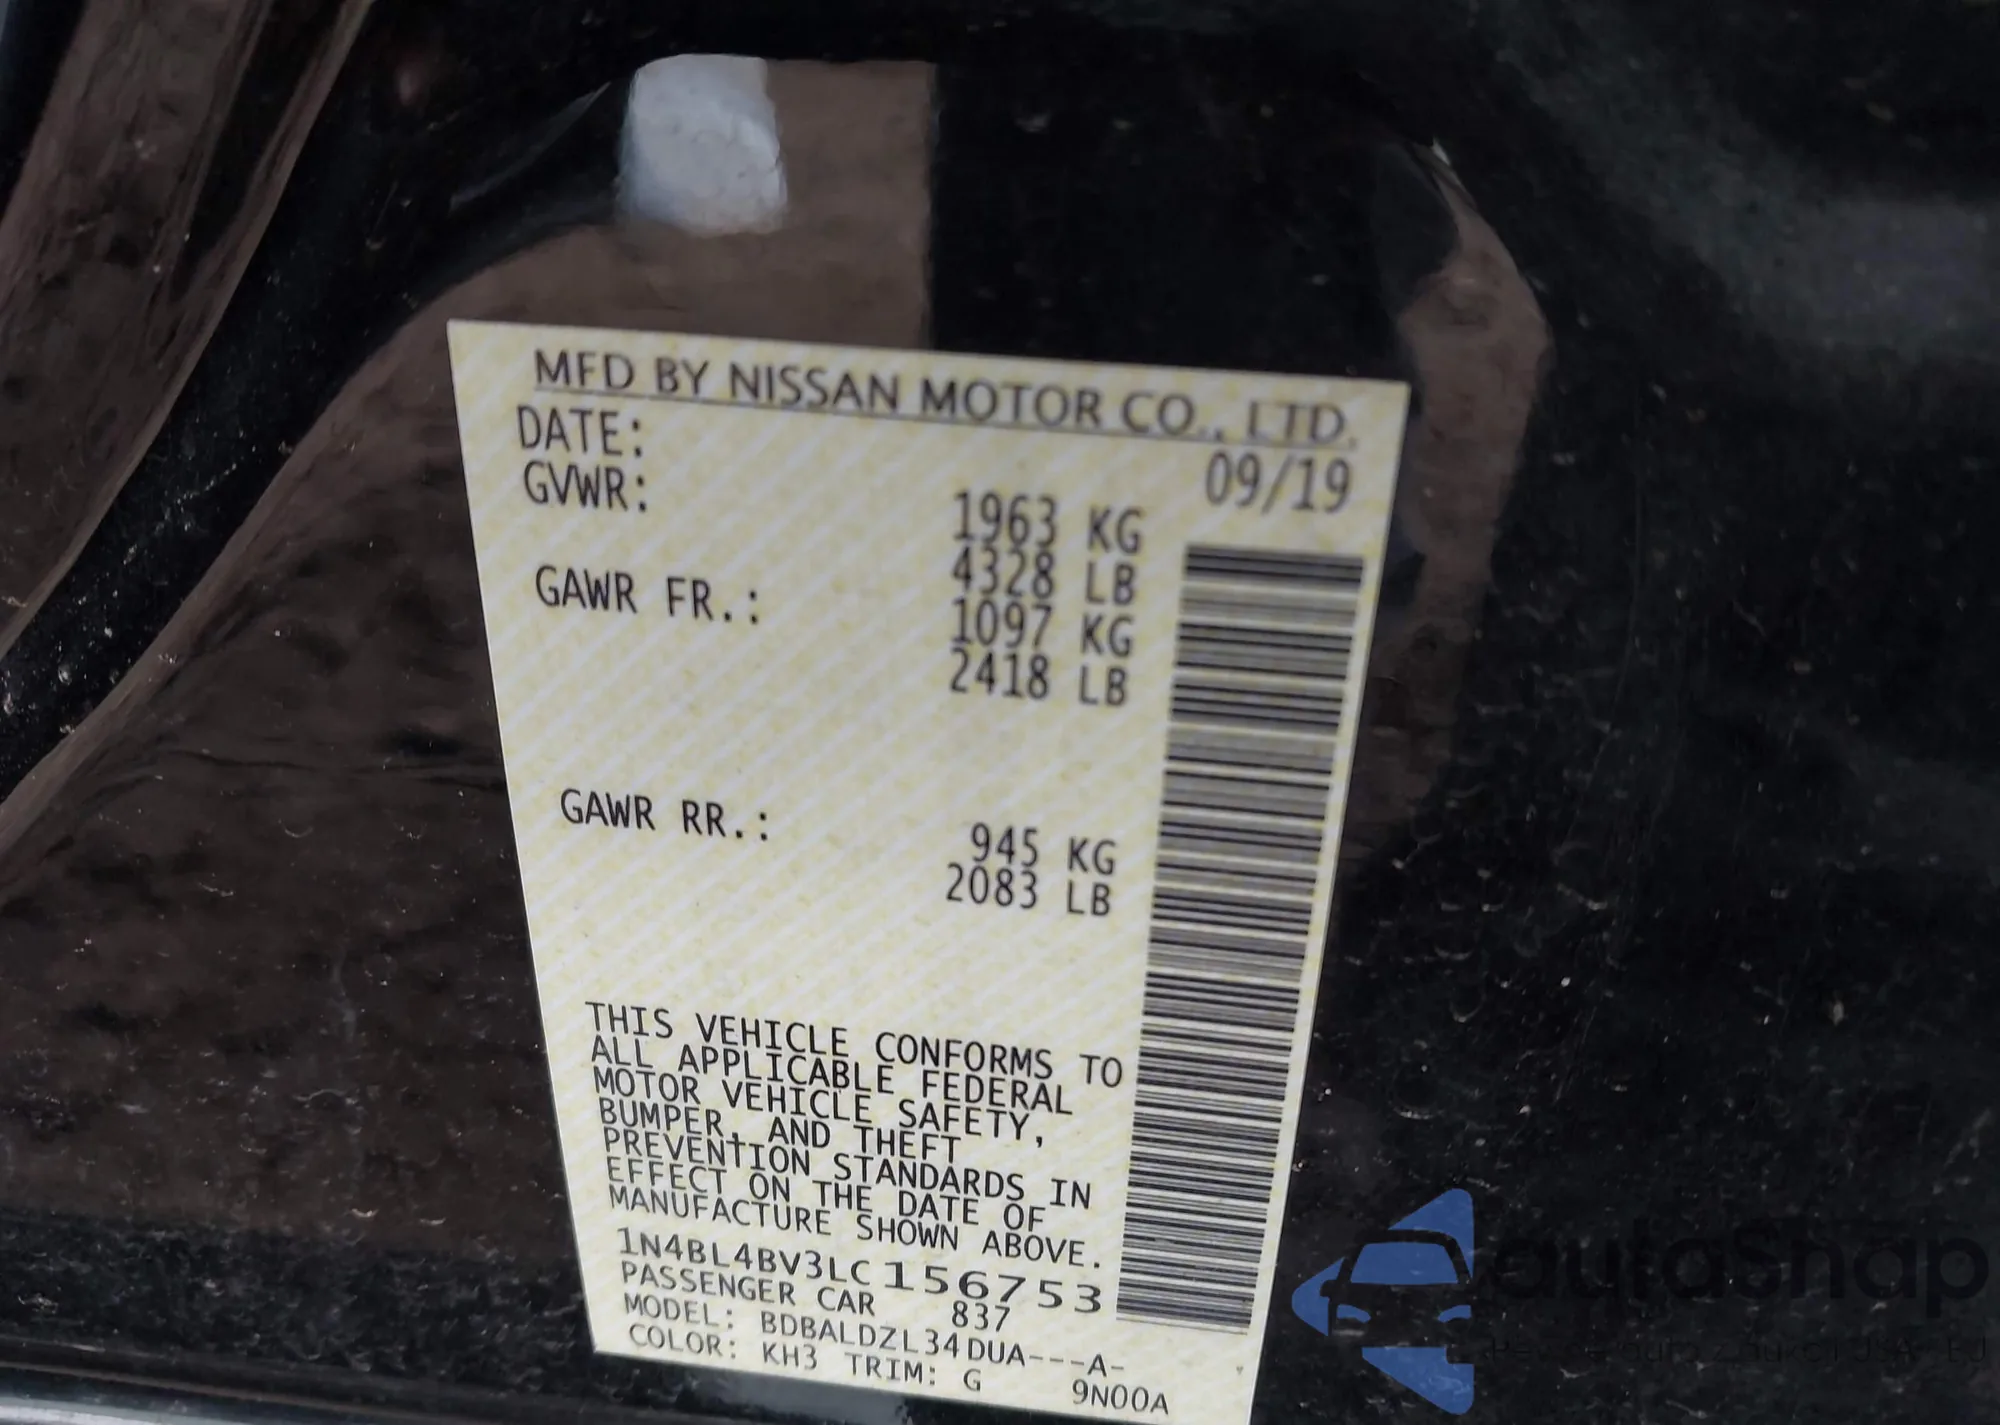 MFD BY NISSAN MOTOR CO., LTD.
DATE: 09/19
GVWR: 1963 KG
4328 LB
GAWR FR.: 1097 KG
2418 LB
GAWR RR.: 945 KG
2083 LB
THIS VEHICLE CONFORMS TO
ALL APPLICABLE FEDERAL
MOTOR VEHICLE SAFETY,
BUMPER, AND THEFT
PREVENTION STANDARDS IN
EFFECT ON THE DATE OF
MANUFACTURE SHOWN ABOVE.
1N4BL4BV3LC156753
PASSENGER CAR 837
MODEL: BDBALDZL34DUA---A-
COLOR: KH3 TRIM: G 9N00A
autoSnap